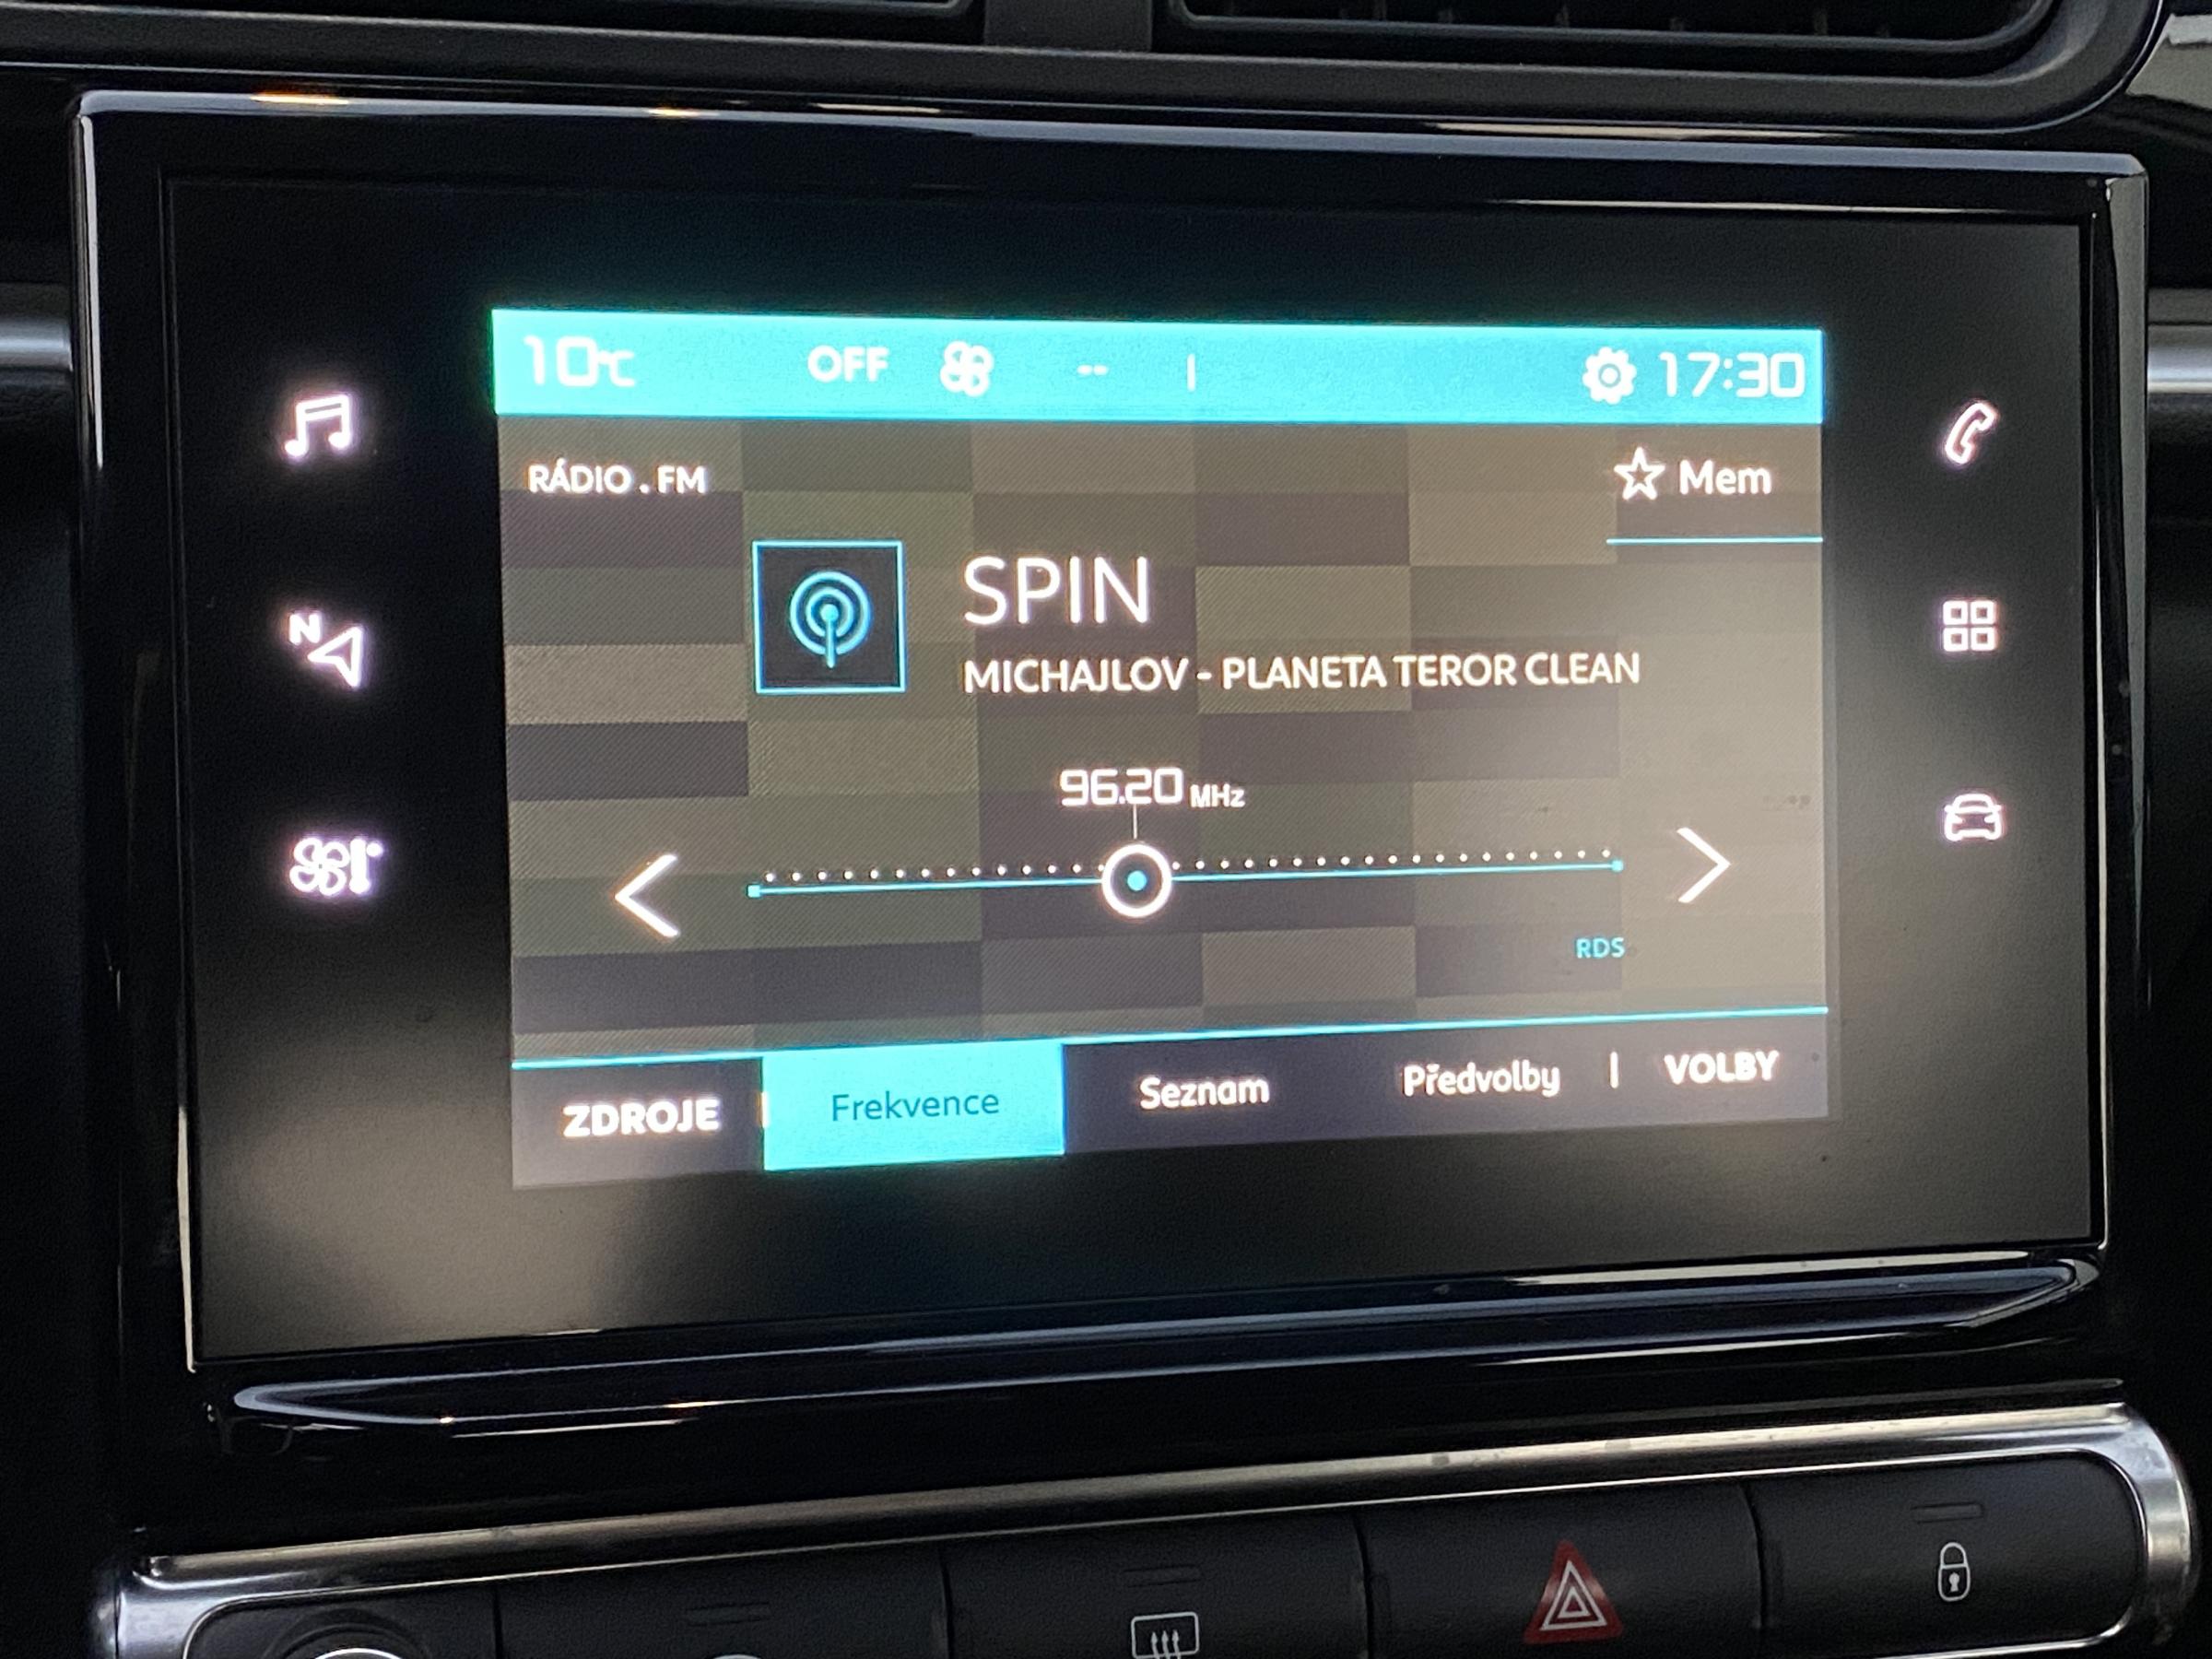 10°C OFF -- 17:30
RÁDIO . FM
Mem
SPIN
MICHAJLOV - PLANETA TEROR CLEAN
96.20 MHz
N
RDS
ZDROJE Frekvence Seznam Předvolby VOLBY